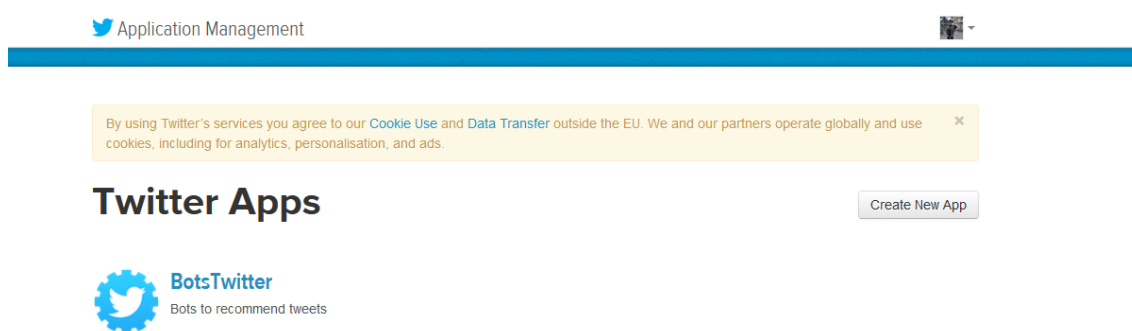 Application Management
By using Twitter's services you agree to our Cookie Use and Data Transfer outside the EU. We and our partners operate globally and use
cookies, including for analytics, personalisation, and ads.
×
Twitter Apps
Create New App
BotsTwitter
Bots to recommend tweets